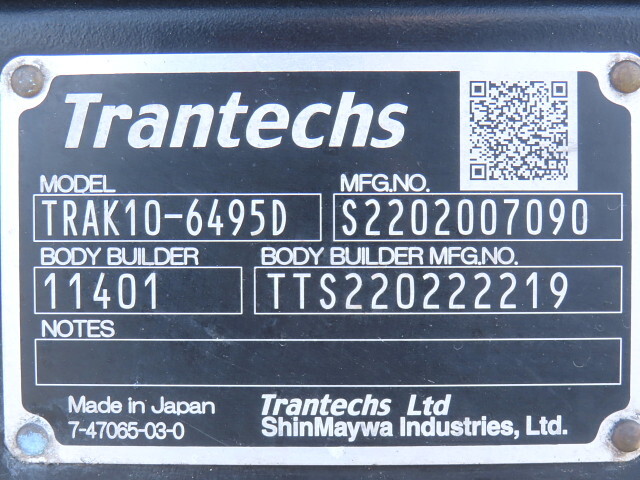 Trantechs
MODEL MFG.NO.
TRAK10-6495D S2202007090
BODY BUILDER BODY BUILDER MFG.NO.
11401 TTS220222219
NOTES
Made in Japan Trantechs Ltd
7-47065-03-0 ShinMaywa Industries, Ltd.